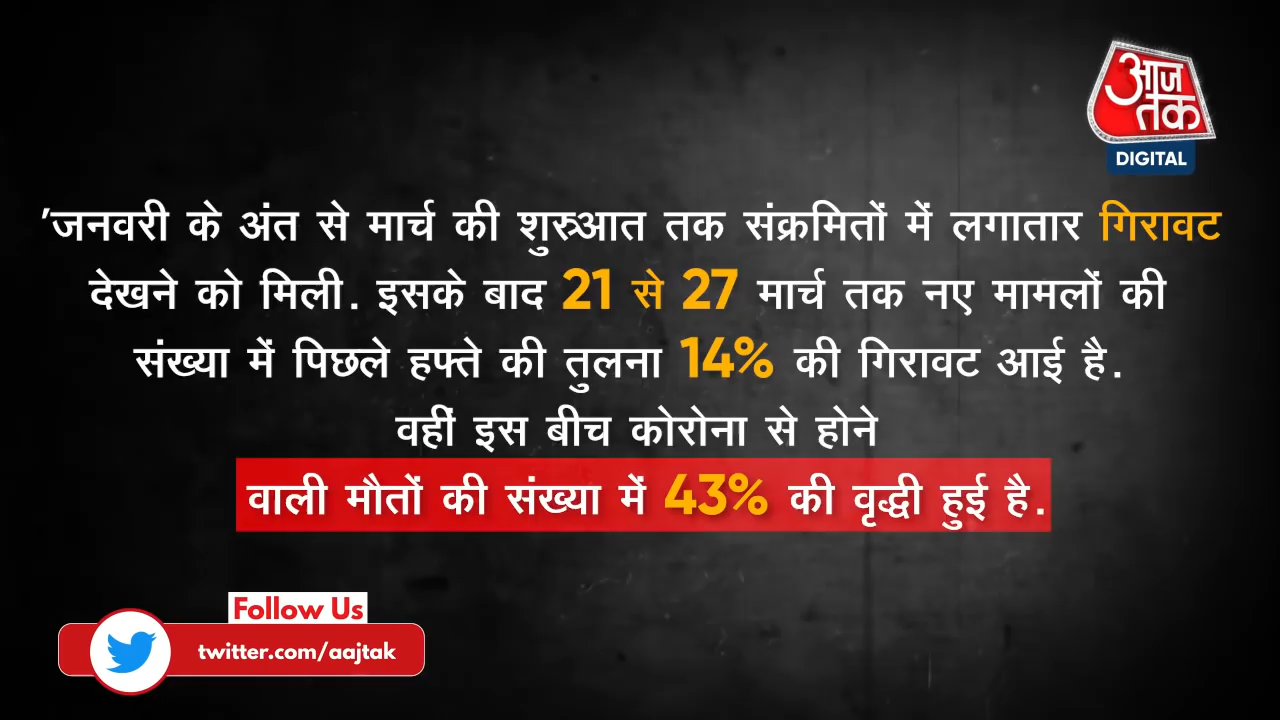 आज
तक
DIGITAL
'जनवरी के अंत से मार्च की शुरुआत तक संक्रमितों में लगातार गिरावट
देखने को मिली. इसके बाद 21 से 27 मार्च तक नए मामलों की
संख्या में पिछले हफ्ते की तुलना 14% की गिरावट आई है.
वहीं इस बीच कोरोना से होने
वाली मौतों की संख्या में 43% की वृद्धी हुई है.
Follow Us
twitter.com/aajtak